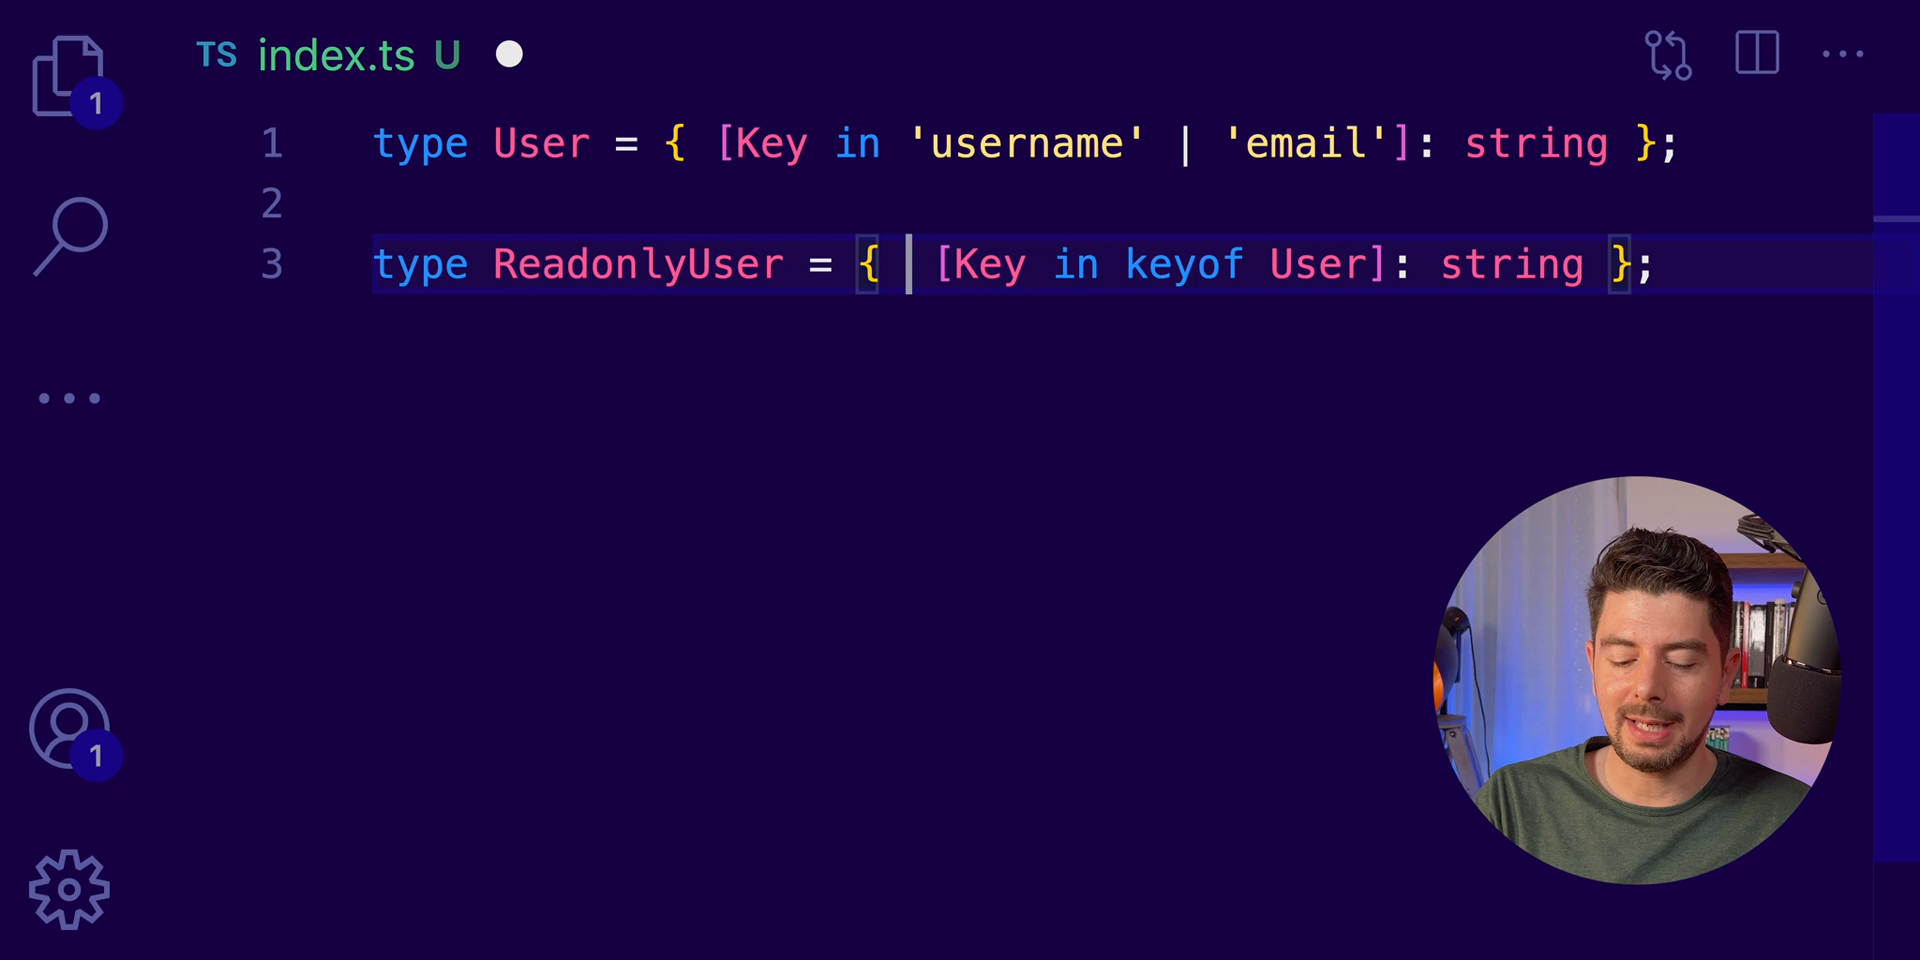 TS index.ts U
1
1 type User = { [Key in 'username' | 'email']: string };
2
3 type ReadonlyUser = { [Key in keyof User]: string };
1